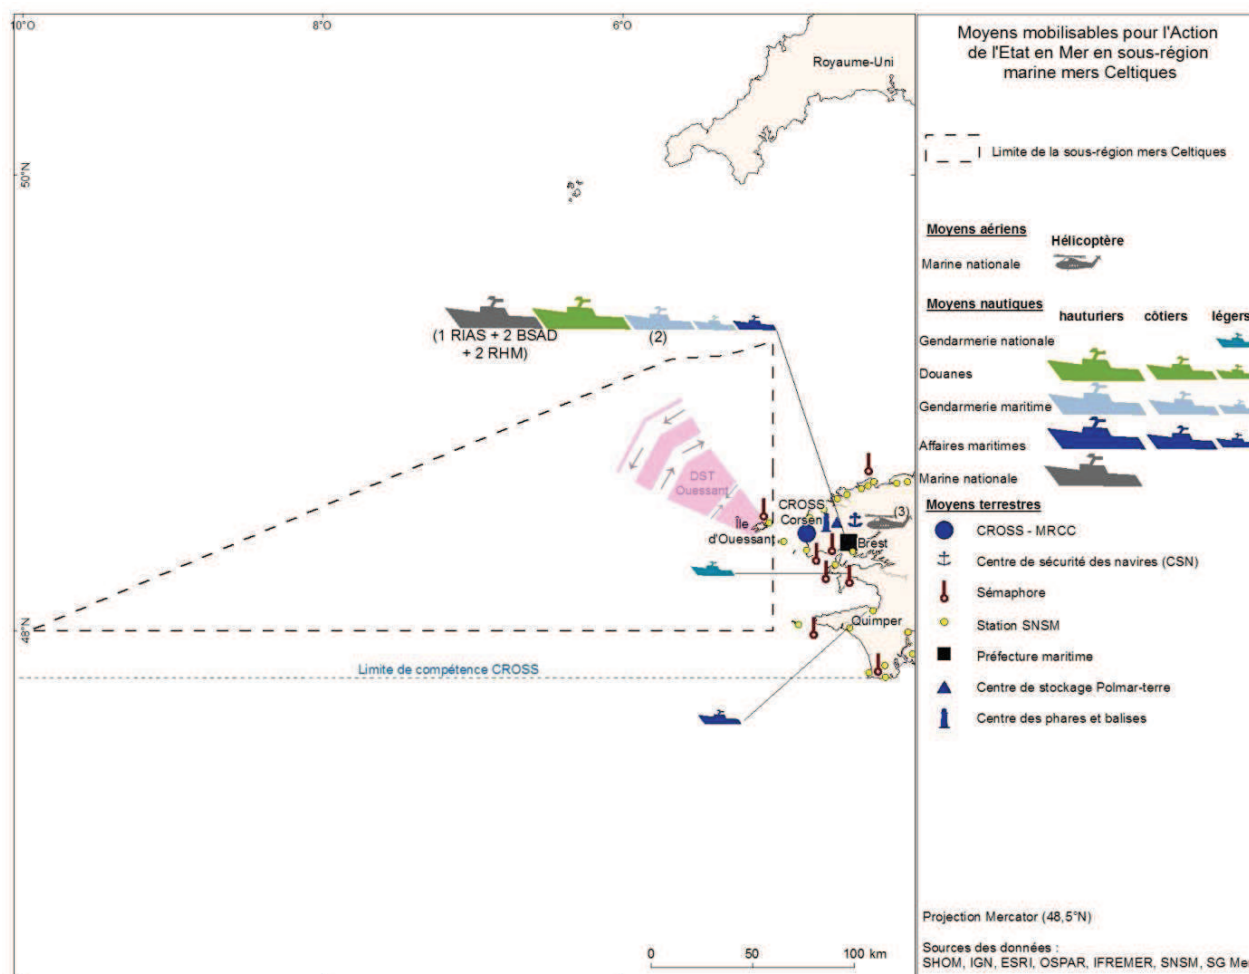 10°O
8°O
6°O
50°N
48°N
Royaume-Uni
(1 RIAS + 2 BSAD
+ 2 RHM)
(2)
DST
Ouessant
CROSS
Corsen
(3)
Île
d'Ouessant
Brest
Quimper
Limite de compétence CROSS
0 50 100 km
Moyens mobilisables pour l'Action
de l'Etat en Mer en sous-région
marine mers Celtiques
Limite de la sous-région mers Celtiques
Moyens aériens
Hélicoptère
Marine nationale
Moyens nautiques
hauturiers côtiers légers
Gendarmerie nationale
Douanes
Gendarmerie maritime
Affaires maritimes
Marine nationale
Moyens terrestres
CROSS - MRCC
Centre de sécurité des navires (CSN)
Sémaphore
Station SNSM
Préfecture maritime
Centre de stockage Polmar-terre
Centre des phares et balises
Projection Mercator (48,5°N)
Sources des données :
SHOM, IGN, ESRI, OSPAR, IFREMER, SNSM, SG Me